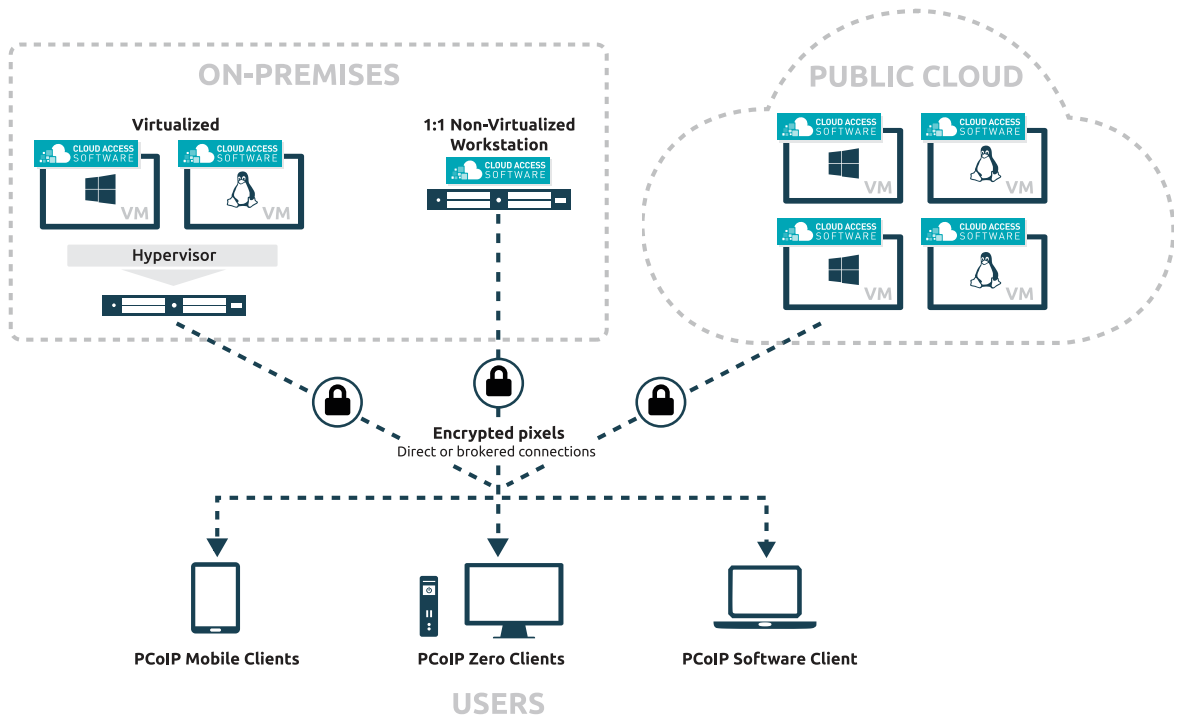 ON-PREMISES
Virtualized
CLOUD ACCESS
SOFTWARE
VM
CLOUD ACCESS
SOFTWARE
VM
Hypervisor
1:1 Non-Virtualized
Workstation
CLOUD ACCESS
SOFTWARE
PUBLIC CLOUD
CLOUD ACCESS
SOFTWARE
VM
CLOUD ACCESS
SOFTWARE
VM
CLOUD ACCESS
SOFTWARE
VM
CLOUD ACCESS
SOFTWARE
VM
Encrypted pixels
Direct or brokered connections
PCoIP Mobile Clients
PCoIP Zero Clients
PCoIP Software Client
USERS